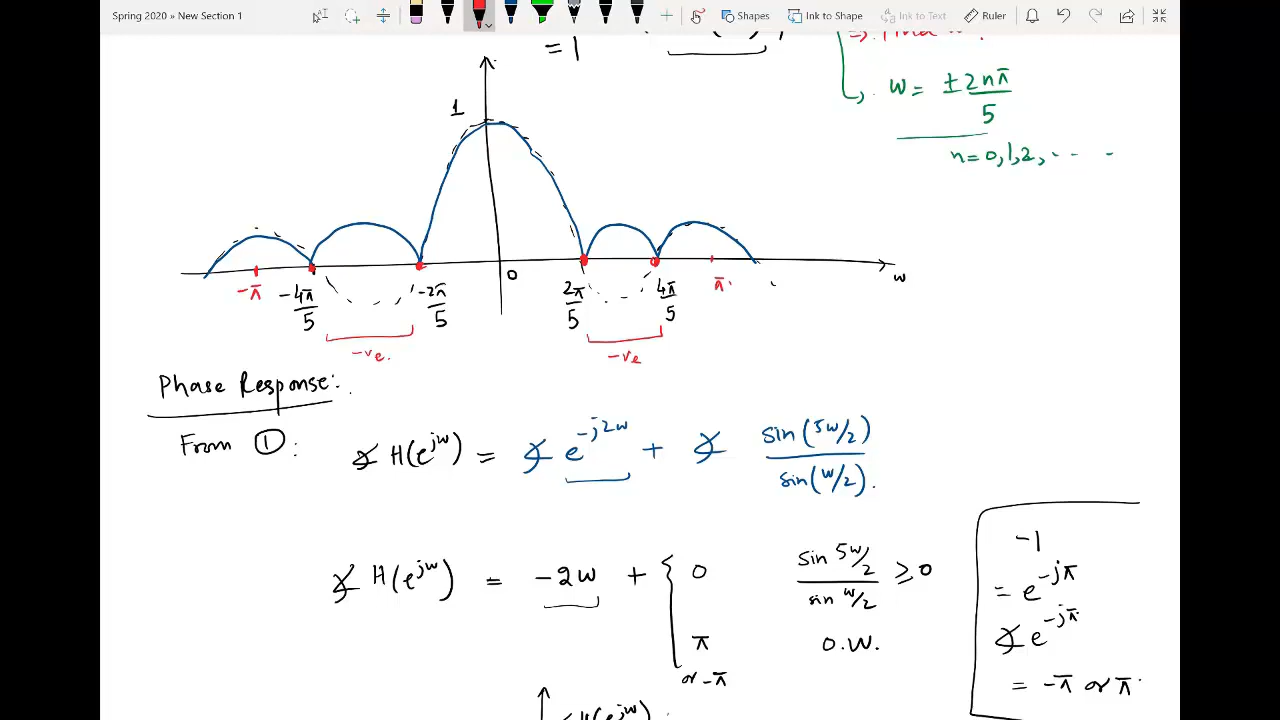 Spring 2020 » New Section 1
Shapes
Ink to Shape
Ink to Text
Ruler
= 1
w = ± 2nπ/5
n = 0, 1, 2, ....
1
0
w
-π
-4π/5
-2π/5
2π/5
4π/5
π
-ve.
-ve
Phase Response:
From ①:
∡ H(e^jw) = ∡ e^-j2w + ∡ sin(5w/2)/sin(w/2).
∡ H(e^jw) = -2w + { 0 sin 5w/2 / sin w/2 ≥ 0
π O.W.
or -π
-1
= e^-jπ
∡ e^-jπ
= -π or π
H(e^jw)